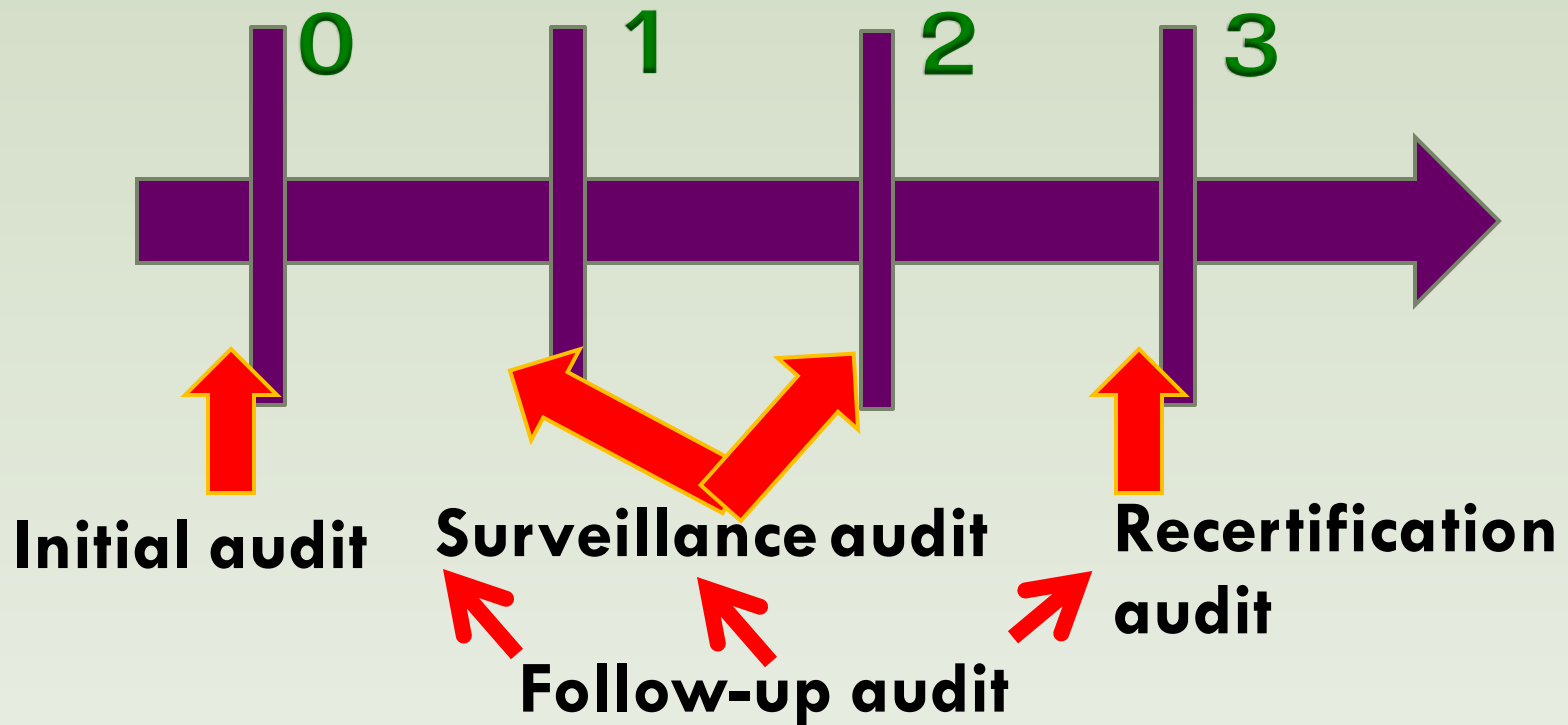 0 1 2 3
Initial audit
Surveillance audit
Recertification
audit
Follow-up audit